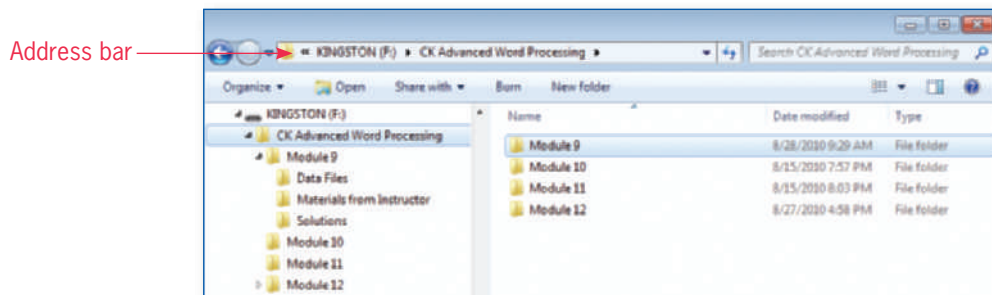 Address bar
« KINGSTON (F:) ▸ CK Advanced Word Processing ▸
Search CK Advanced Word Processing
Organize Open Share with Burn New folder
KINGSTON (F:)
CK Advanced Word Processing
Module 9
Data Files
Materials from Instructor
Solutions
Module 10
Module 11
Module 12
Name Date modified Type
Module 9 8/28/2010 9:29 AM File folder
Module 10 8/15/2010 7:57 PM File folder
Module 11 8/15/2010 8:03 PM File folder
Module 12 8/27/2010 4:58 PM File folder